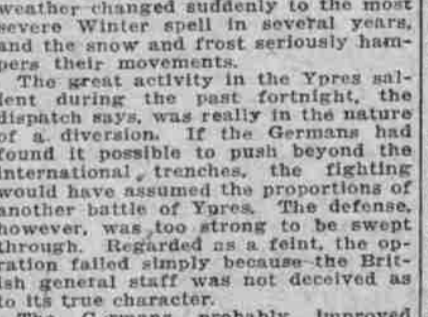 weather changed suddenly to the most
severe Winter spell in several years,
and the snow and frost seriously ham-
pers their movements.
The great activity in the Ypres sal-
ient during the past fortnight, the
dispatch says, was really in the nature
of a diversion. If the Germans had
found it possible to push beyond the
international trenches, the fighting
would have assumed the proportions of
another battle of Ypres. The defense,
however, was too strong to be swept
through. Regarded as a feint, the op-
ration failed simply because the Brit-
ish general staff was not deceived as
to its true character.
The Germans probably improved